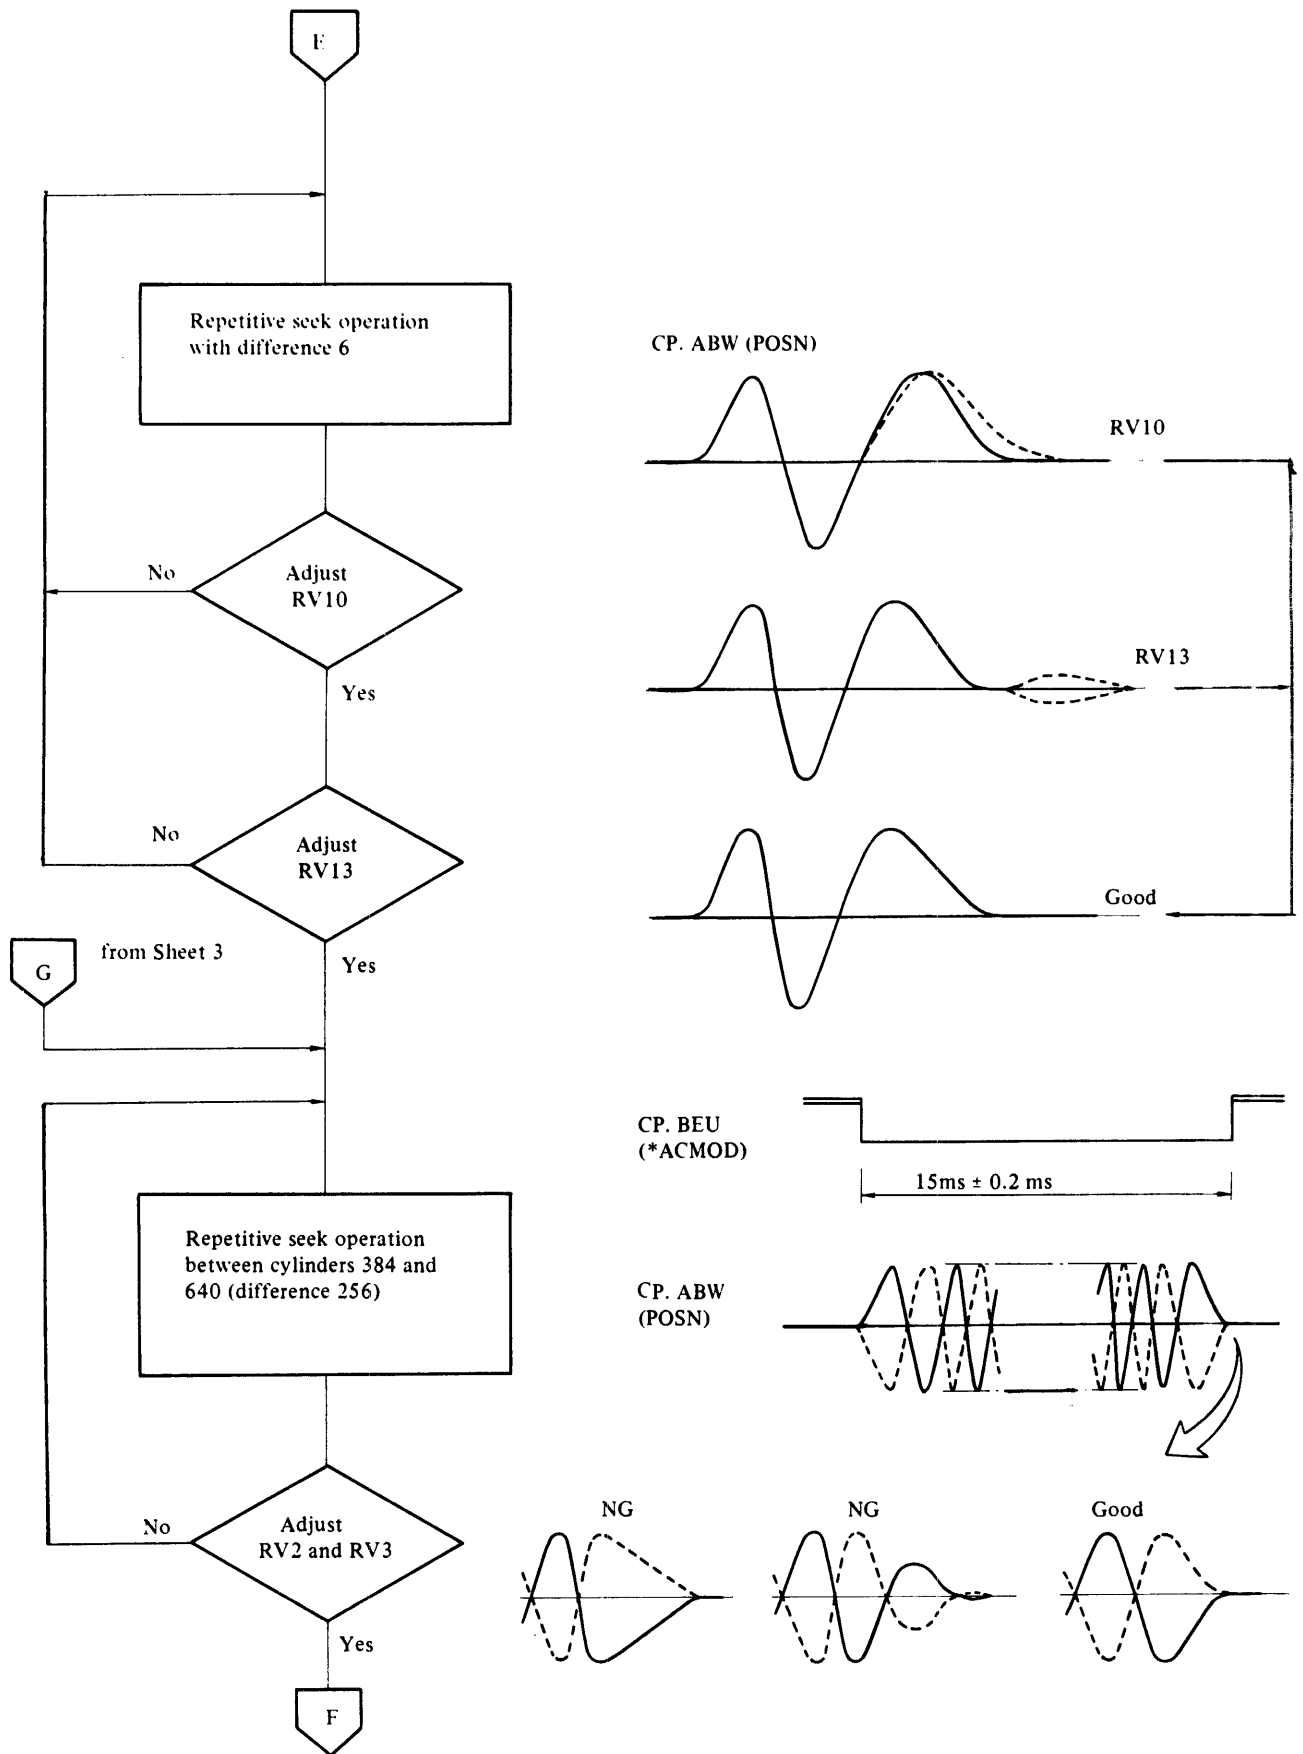 E
Repetitive seek operation
with difference 6
CP. ABW (POSN)
RV10
No
Adjust
RV10
Yes
RV13
No
Adjust
RV13
Yes
Good
from Sheet 3
G
CP. BEU
(*ACMOD)
15ms ± 0.2 ms
Repetitive seek operation
between cylinders 384 and
640 (difference 256)
CP. ABW
(POSN)
No
Adjust
RV2 and RV3
Yes
NG
NG
Good
F